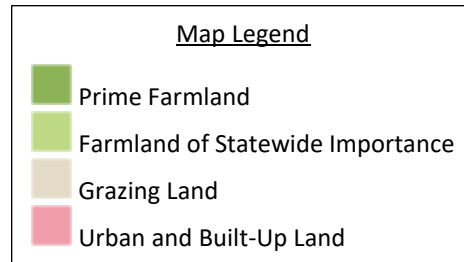 Map Legend
Prime Farmland
Farmland of Statewide Importance
Grazing Land
Urban and Built-Up Land